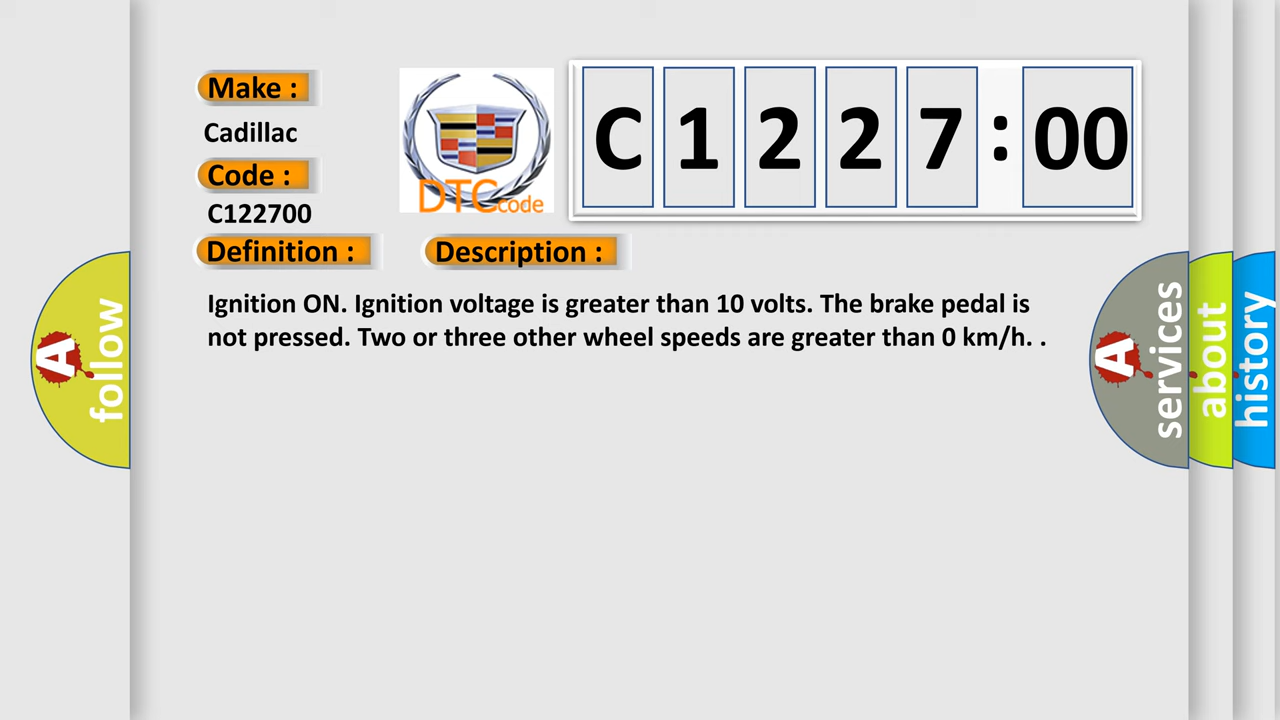 Make :
Cadillac
Code :
C122700
DTC code
C1227:00
Definition :
Description :
Ignition ON. Ignition voltage is greater than 10 volts. The brake pedal is
not pressed. Two or three other wheel speeds are greater than 0 km/h. .
A
follow
A
services
about
history